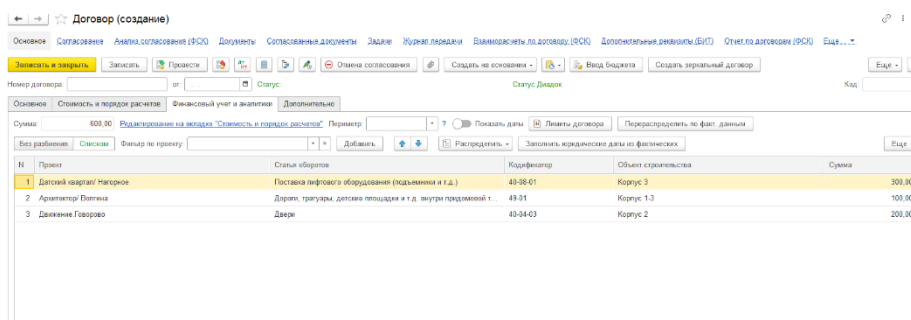 Договор (создание)
Основное Согласование Анализ согласования (ФСК) Документы Согласованные документы Задачи Журнал передачи Взаиморасчеты по договору (ФСК) Дополнительные реквизиты (БИТ) Отчет по договорам (ФСК) Еще...
Записать и закрыть Записать Провести Отмена согласования Создать на основании Ввод бюджета Создать зеркальный договор Еще
Номер договора: от: Статус: Статус Диадок: Код:
Основное Стоимость и порядок расчетов Финансовый учет и аналитики Дополнительно
Сумма: 600,00 Редактирование на вкладке "Стоимость и порядок расчетов" Периметр: ? Показать даты Лимиты договора Перераспределить по факт. данным
Без разбиения Списком Фильтр по проекту: Добавить Распределить Заполнить юридические даты из фактических Еще
N Проект Статья оборотов Кодификатор Объект строительства Сумма
1 Датский квартал/ Нагорное Поставка лифтового оборудования (подъемники и т.д.) 40-08-01 Корпус 3 300,00
2 Архитектор/ Волгина Дороги, тратуары, детские площадки и т.д. внутри придомовой т... 49-01 Корпус 1-3 100,00
3 Движение.Говорово Двери 40-04-03 Корпус 2 200,00